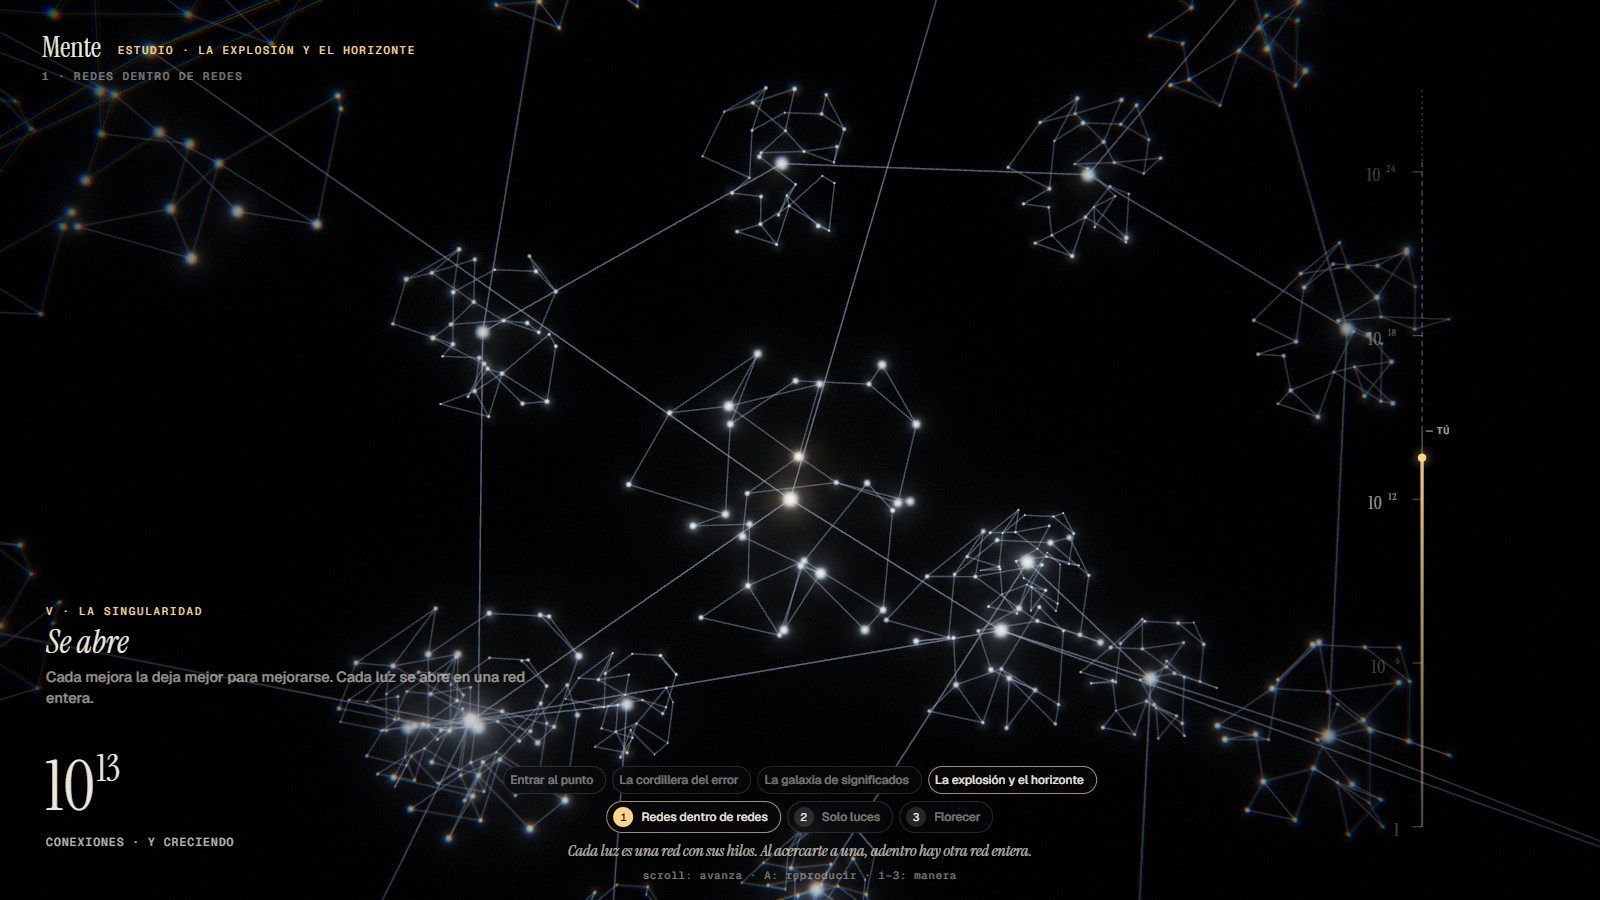 Mente ESTUDIO · LA EXPLOSIÓN Y EL HORIZONTE
1 · REDES DENTRO DE REDES
10 24
10 18
TÚ
10 12
10 6
1
V · LA SINGULARIDAD
Se abre
Cada mejora la deja mejor para mejorarse. Cada luz se abre en una red
entera.
10 13
CONEXIONES · Y CRECIENDO
Entrar al punto La cordillera del error La galaxia de significados La explosión y el horizonte
1 Redes dentro de redes 2 Solo luces 3 Florecer
Cada luz es una red con sus hilos. Al acercarte a una, adentro hay otra red entera.
scroll: avanza · A: reproducir · 1-3: manera